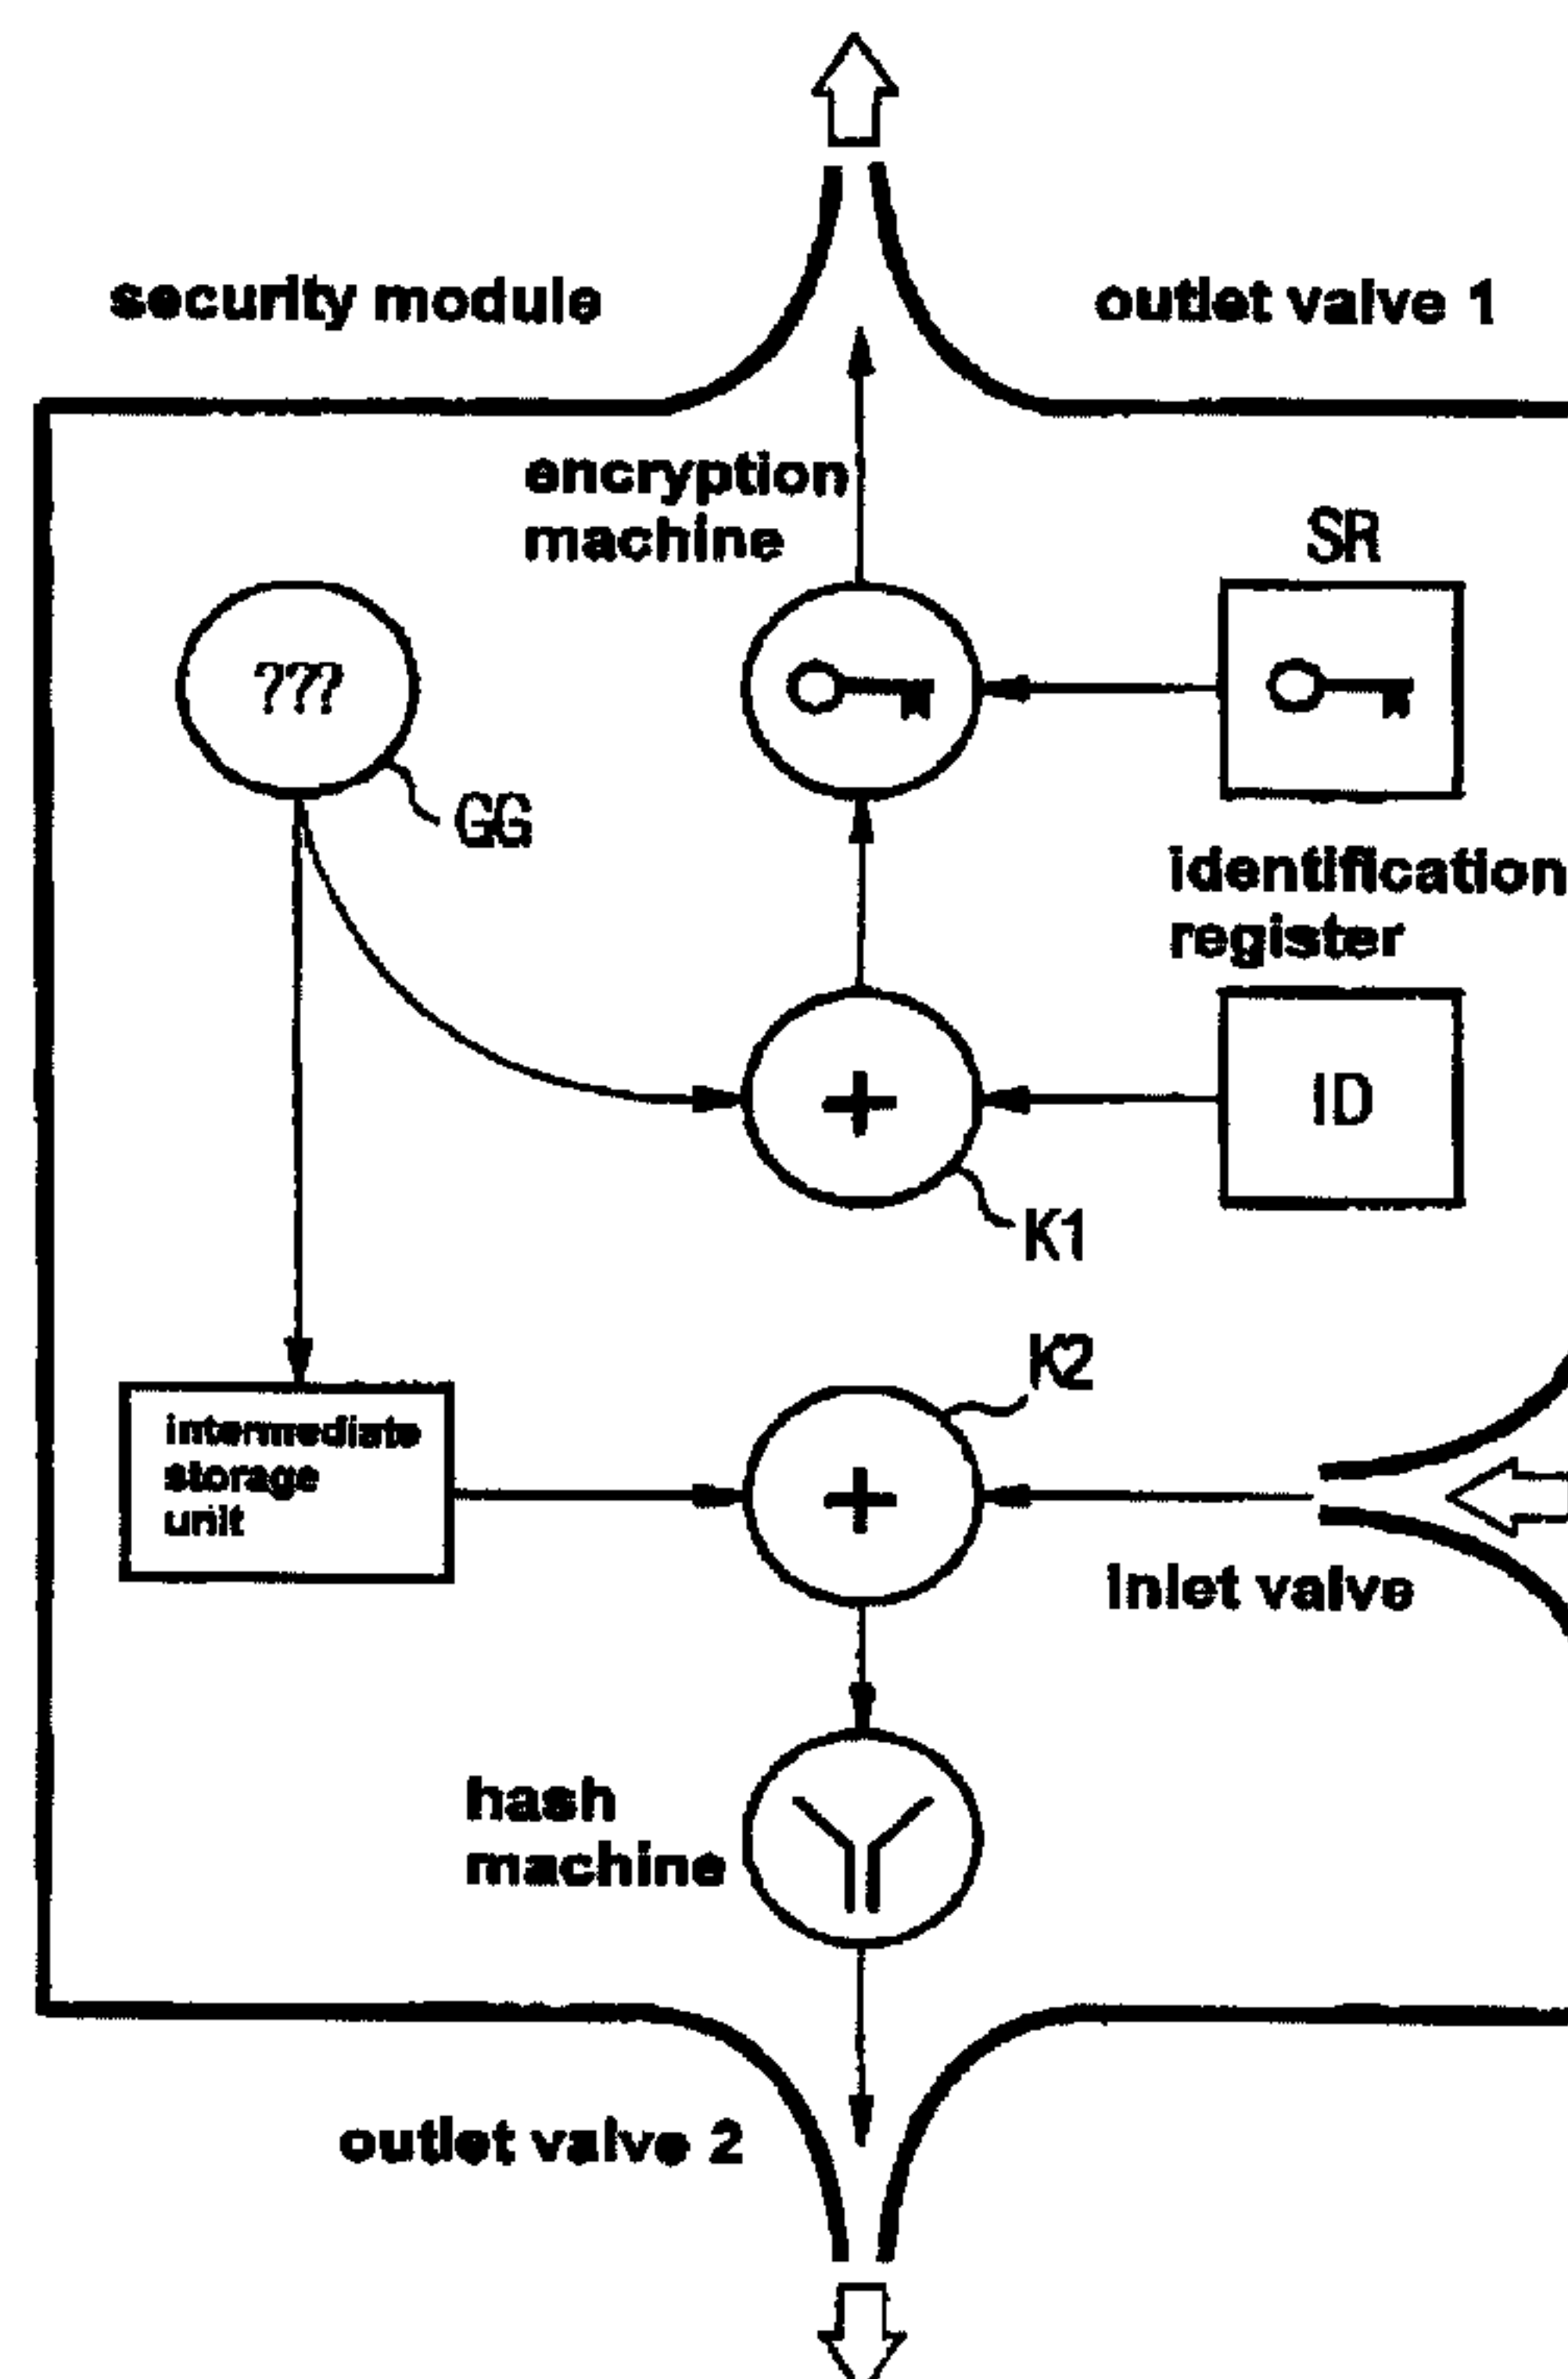 security module
outlet valve 1
encryption
machine
SR
???
GG
identification
register
ID
K1
K2
intermediate
storage
unit
inlet valve
hash
machine
outlet valve 2